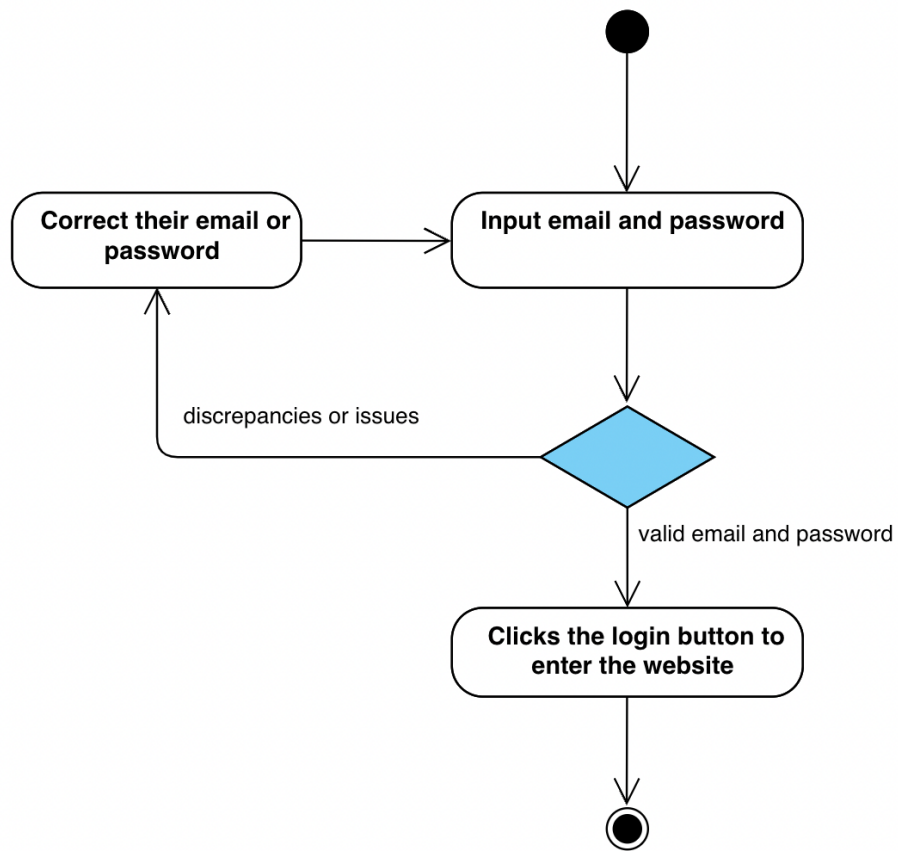 Correct their email or
password
Input email and password
discrepancies or issues
valid email and password
Clicks the login button to
enter the website